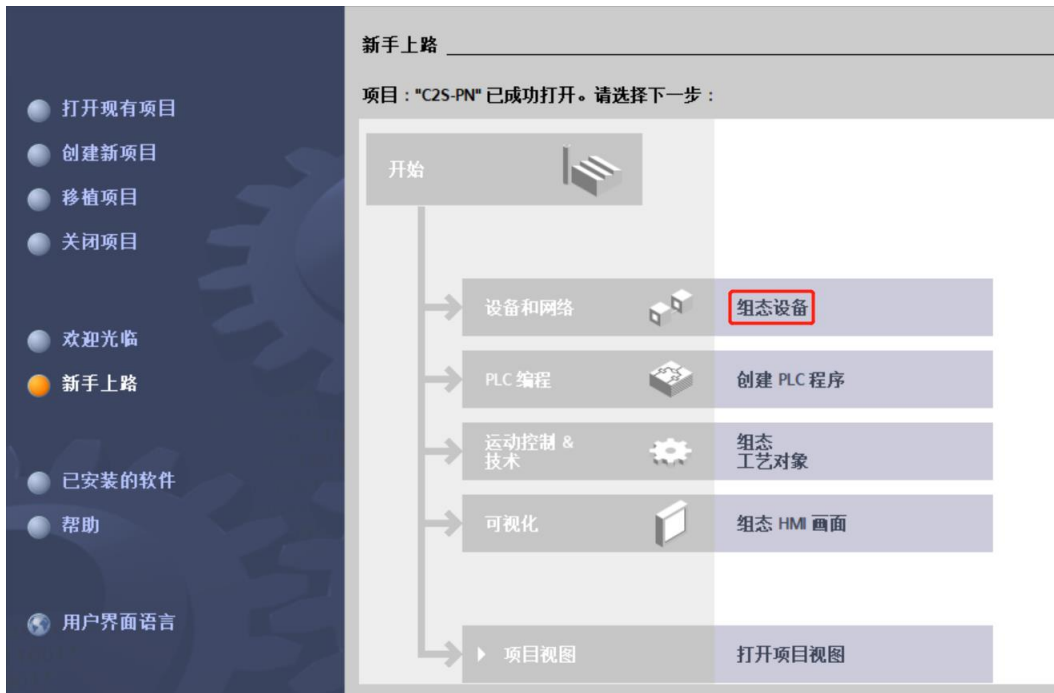 打开现有项目
创建新项目
移植项目
关闭项目
欢迎光临
新手上路
已安装的软件
帮助
用户界面语言
新手上路
项目："C2S-PN" 已成功打开。请选择下一步：
开始
设备和网络
组态设备
PLC 编程
创建 PLC 程序
运动控制 &
技术
组态
工艺对象
可视化
组态 HMI 画面
项目视图
打开项目视图